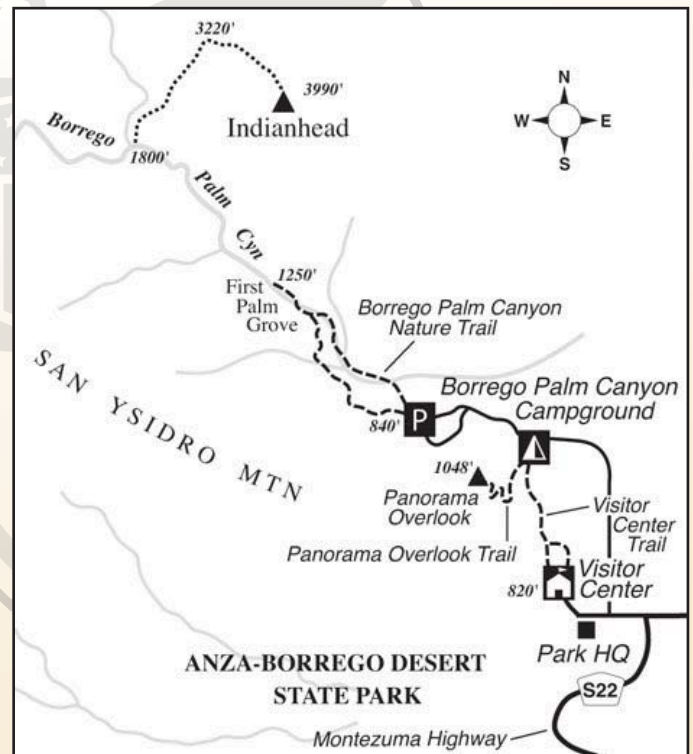 3220'
3990'
Indianhead
N
W E
S
Borrego
1800'
Palm
Cyn
1250'
First
Palm
Grove
Borrego Palm Canyon
Nature Trail
SAN YSIDRO MTN
P
840'
Borrego Palm Canyon
Campground
1048'
Panorama
Overlook
Panorama Overlook Trail
Visitor
Center
Trail
820'
Visitor
Center
Park HQ
ANZA-BORREGO DESERT
STATE PARK
S22
Montezuma Highway